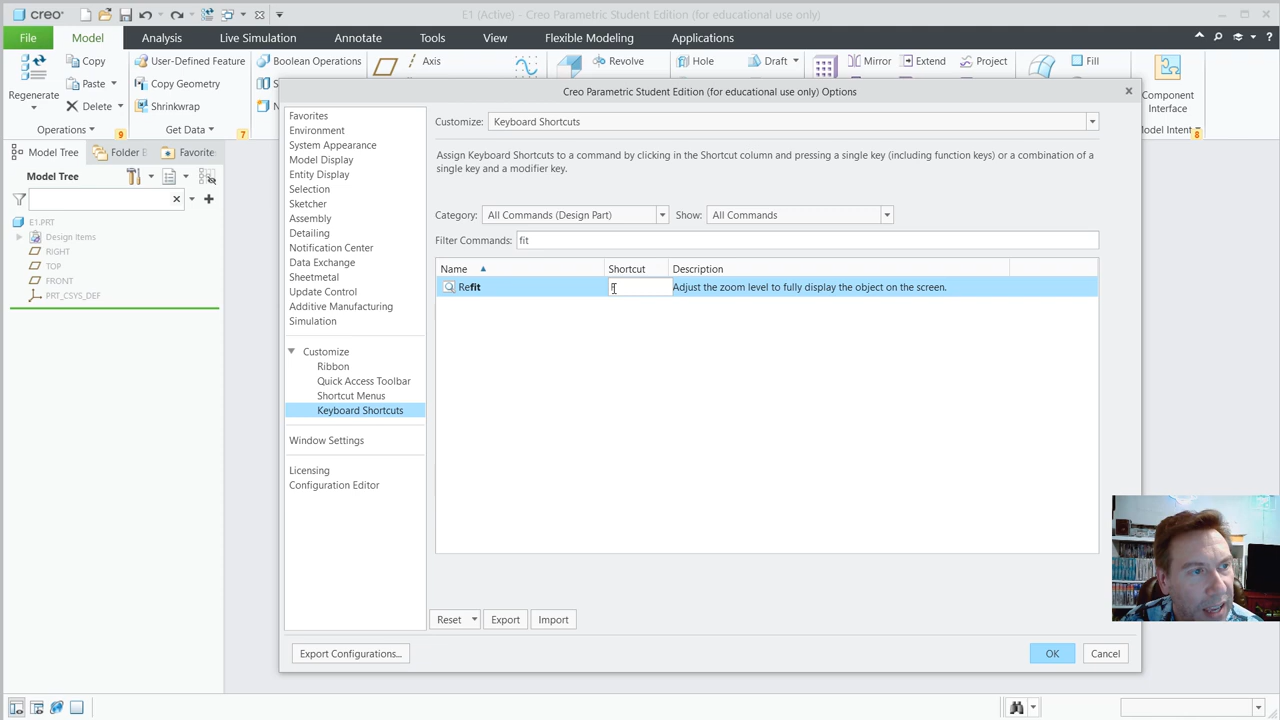 creo
E1 (Active) - Creo Parametric Student Edition (for educational use only)
File Model Analysis Live Simulation Annotate Tools View Flexible Modeling Applications
Regenerate
Copy
Paste
Delete
Operations
9
User-Defined Feature
Copy Geometry
Shrinkwrap
Get Data
7
Boolean Operations
Axis
Revolve
Hole
Draft
Mirror
Extend
Project
Fill
Component
Interface
8
Model Tree
Folder B
Favorite
Model Tree
E1.PRT
Design Items
RIGHT
TOP
FRONT
PRT_CSYS_DEF
Creo Parametric Student Edition (for educational use only) Options
Favorites
Environment
System Appearance
Model Display
Entity Display
Selection
Sketcher
Assembly
Detailing
Notification Center
Data Exchange
Sheetmetal
Update Control
Additive Manufacturing
Simulation
Customize
Ribbon
Quick Access Toolbar
Shortcut Menus
Keyboard Shortcuts
Window Settings
Licensing
Configuration Editor
Customize: Keyboard Shortcuts
Assign Keyboard Shortcuts to a command by clicking in the Shortcut column and pressing a single key (including function keys) or a combination of
single key and a modifier key.
Category: All Commands (Design Part) Show: All Commands
Filter Commands: fit
Name Shortcut Description
Refit Adjust the zoom level to fully display the object on the screen.
Reset Export Import
Export Configurations... OK Cancel